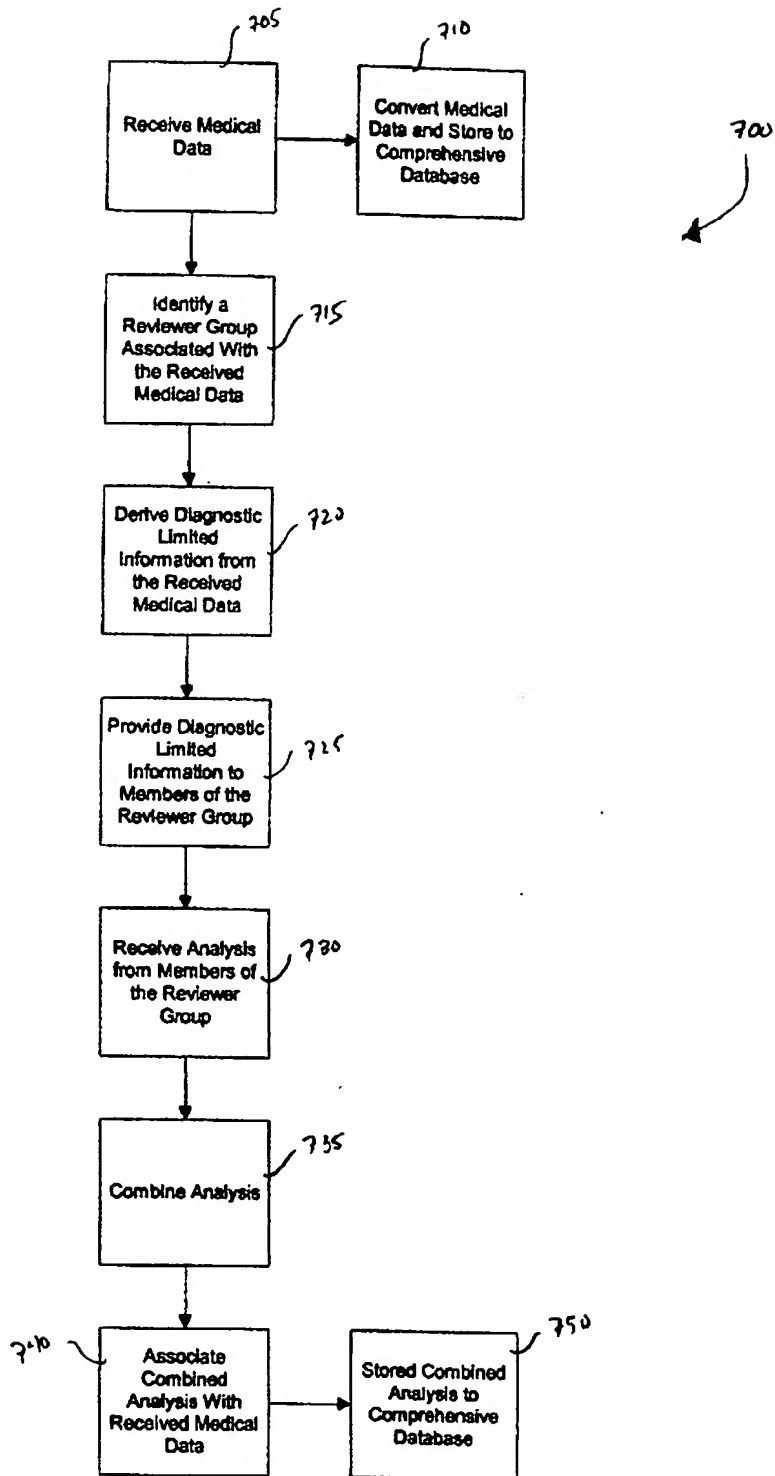 705
710
Receive Medical
Data
Convert Medical
Data and Store to
Comprehensive
Database
700
Identify a
Reviewer Group
Associated With
the Received
Medical Data
715
Derive Diagnostic
Limited
Information from
the Received
Medical Data
720
Provide Diagnostic
Limited
Information to
Members of the
Reviewer Group
725
Receive Analysis
from Members of
the Reviewer
Group
730
Combine Analysis
735
740
Associate
Combined
Analysis With
Received Medical
Data
750
Stored Combined
Analysis to
Comprehensive
Database